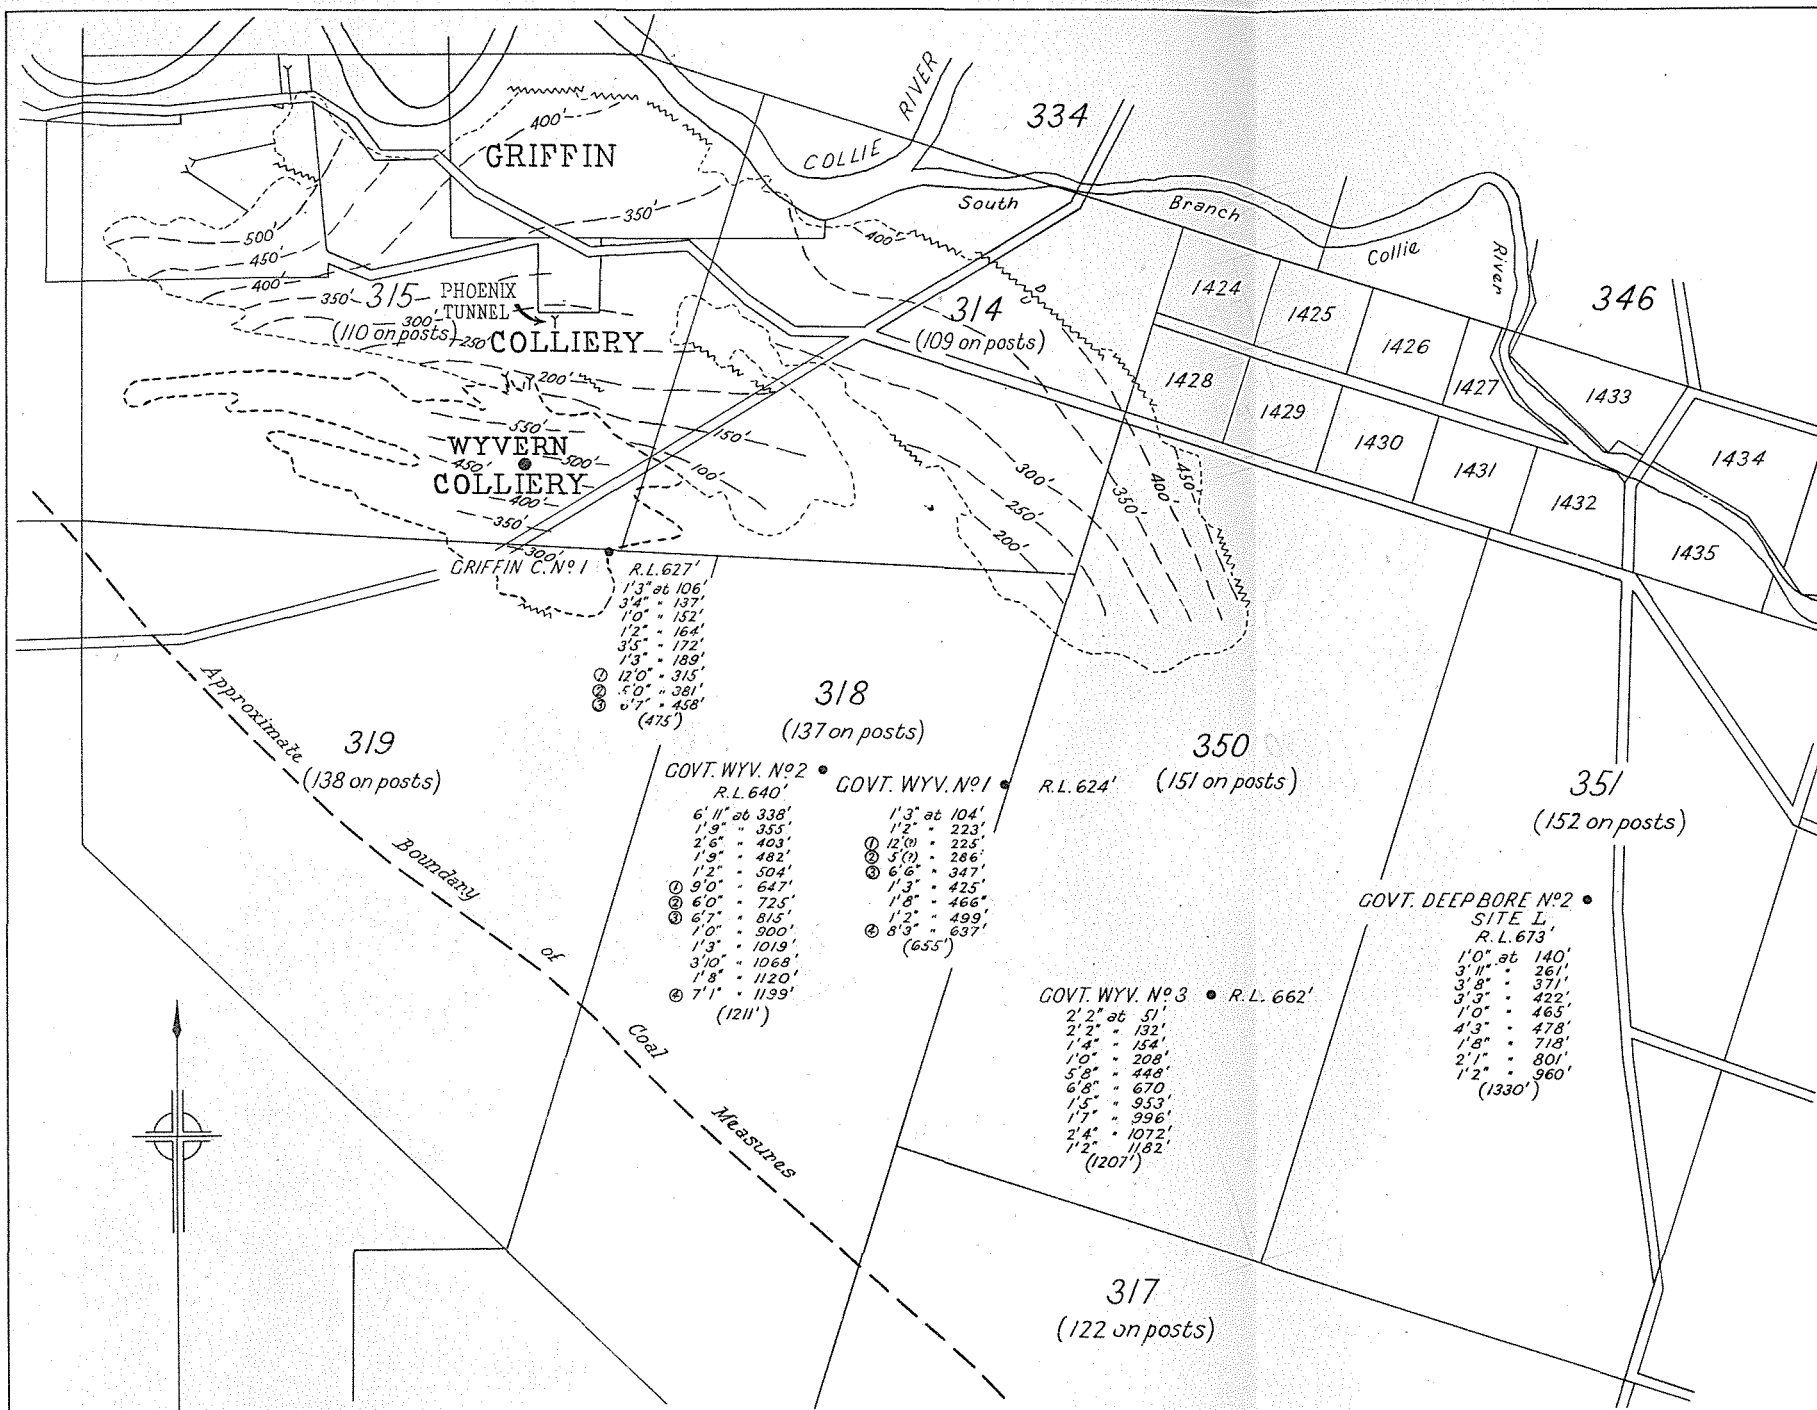 334
RIVER
COLLIE
400'
GRIFFIN
350'
South
Branch
Collie
River
400'
500'
450'
400'
350'
315
(110 on posts)
300'
250'
PHOENIX
TUNNEL
COLLIERY
314
(109 on posts)
346
1424
1425
1426
1427
1428
1429
1430
1431
1432
1433
1434
1435
200'
150'
100'
550'
WYVERN
450'
500'
COLLIERY
400'
350'
300'
300'
250'
200'
350'
400'
450'
GRIFFIN C. Nº 1
R.L. 627'
1'3" at 106'
3'4" " 137'
1'0" " 152'
1'2" " 164'
3'5" " 172'
1'3" " 189'
① 12'0" " 315'
② 5'0" " 381'
③ 6'7" " 458'
(475')
318
(137 on posts)
319
(138 on posts)
350
(151 on posts)
351
(152 on posts)
GOVT. WYV. Nº 2
R.L. 640'
6'11" at 338'
1'9" " 355'
2'6" " 403'
1'9" " 482'
1'2" " 504'
① 9'0" " 647'
② 6'0" " 725'
③ 6'7" " 815'
1'0" " 900'
1'3" " 1019'
3'10" " 1068'
1'8" " 1120'
④ 7'1" " 1199'
(1211')
GOVT. WYV. Nº 1
R.L. 624'
1'3" at 104'
1'2" " 223'
① 12'(?) " 225'
② 5'(?) " 286'
③ 6'6" " 347'
1'3" " 425'
1'8" " 466"
1'2" " 499'
④ 8'3" " 637'
(655')
GOVT. WYV. Nº 3
R.L. 662'
2'2" at 51'
2'2" " 132'
1'4" " 154'
1'0" " 208'
5'8" " 448'
6'8" " 670
1'5" " 953'
1'7" " 996'
2'4" " 1072'
1'2" 1182'
(1207')
GOVT. DEEP BORE Nº 2
SITE L
R.L. 673'
1'0" at 140'
3'11" " 261'
3'8" " 371'
3'3" " 422'
1'0" " 465'
4'3" " 478'
1'8" " 718'
2'1" " 801'
1'2" " 960'
(1330')
Approximate
Boundary
of
Coal
Measures
317
(122 on posts)